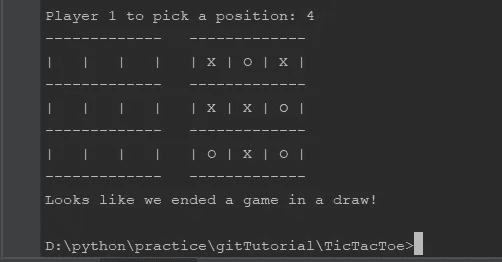 Player 1 to pick a position: 4
------------- -------------
| | | | | X | O | X |
------------- -------------
| | | | | X | X | O |
------------- -------------
| | | | | O | X | O |
------------- -------------
Looks like we ended a game in a draw!
D:\python\practice\gitTutorial\TicTacToe>